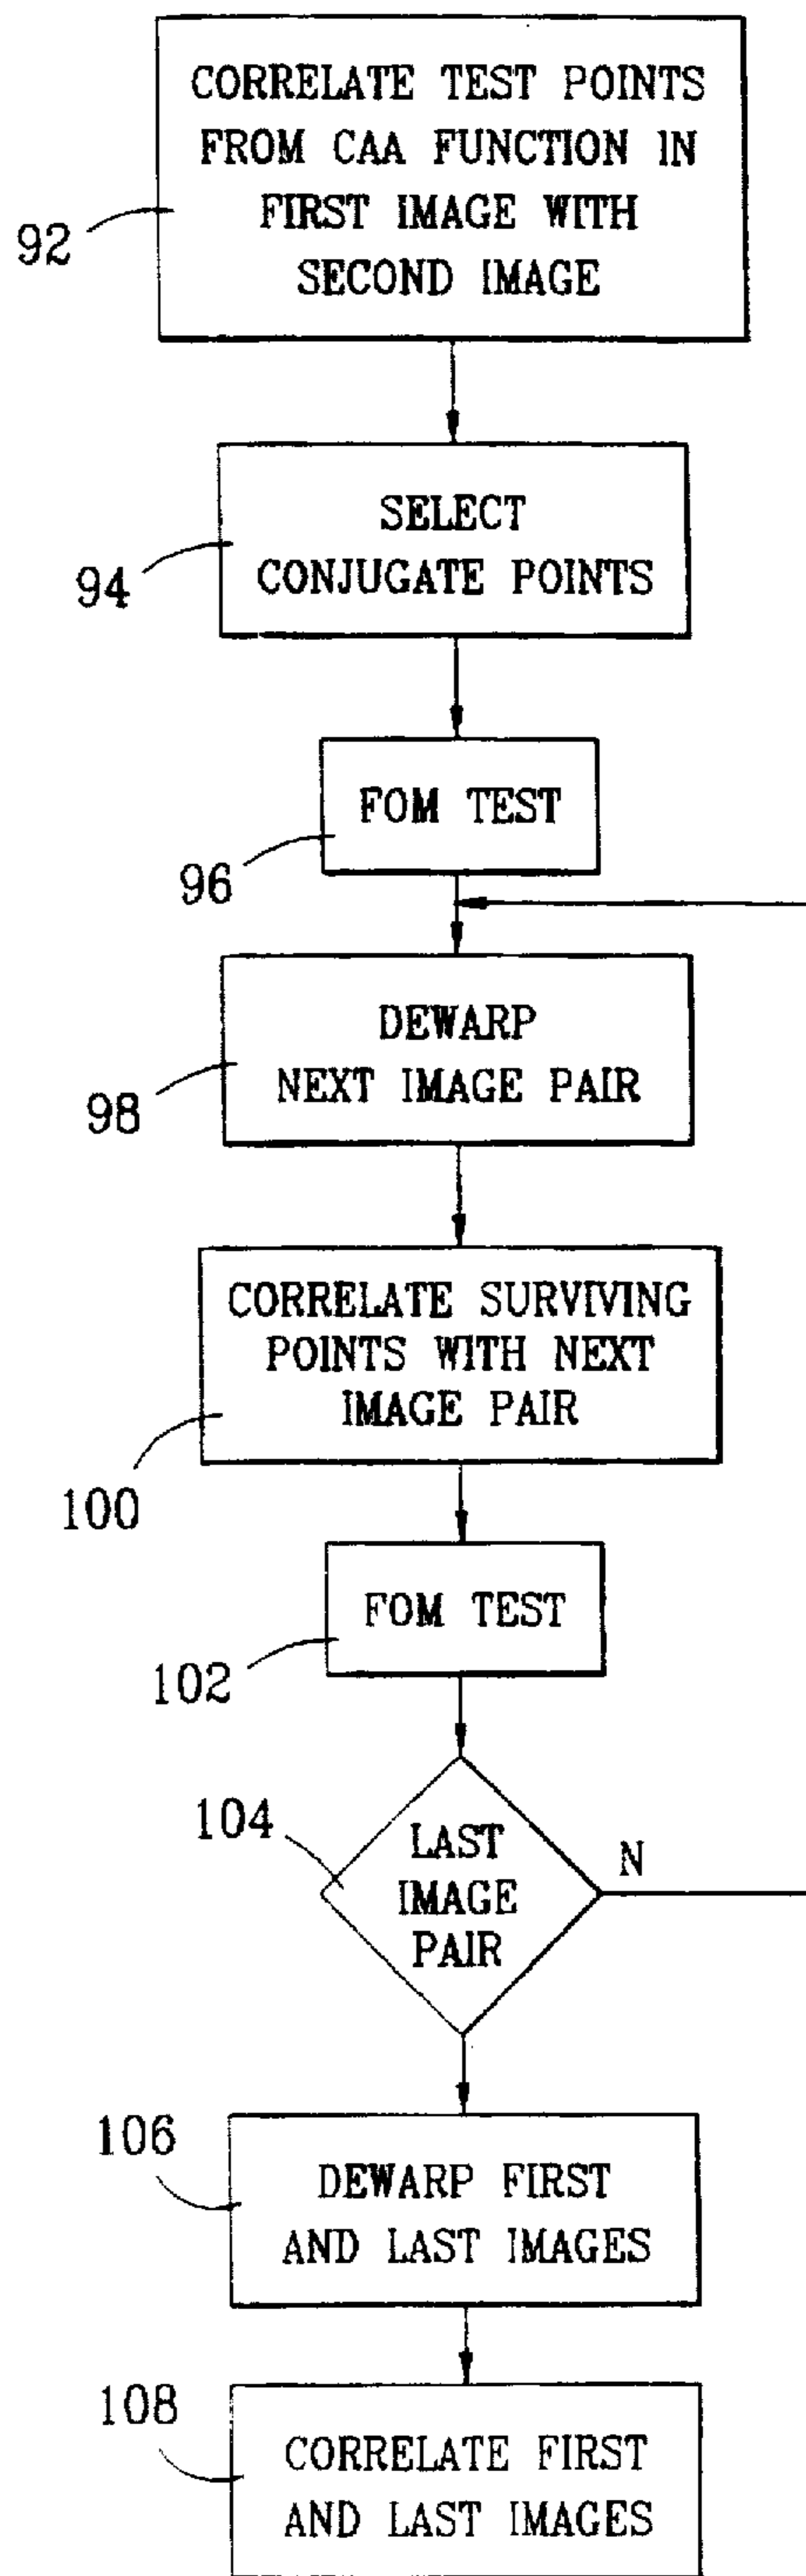 CORRELATE TEST POINTS
FROM CAA FUNCTION IN
FIRST IMAGE WITH
SECOND IMAGE
92
SELECT
CONJUGATE POINTS
94
FOM TEST
96
DEWARP
NEXT IMAGE PAIR
98
CORRELATE SURVIVING
POINTS WITH NEXT
IMAGE PAIR
100
FOM TEST
102
104
LAST
IMAGE
PAIR
N
106
DEWARP FIRST
AND LAST IMAGES
108
CORRELATE FIRST
AND LAST IMAGES